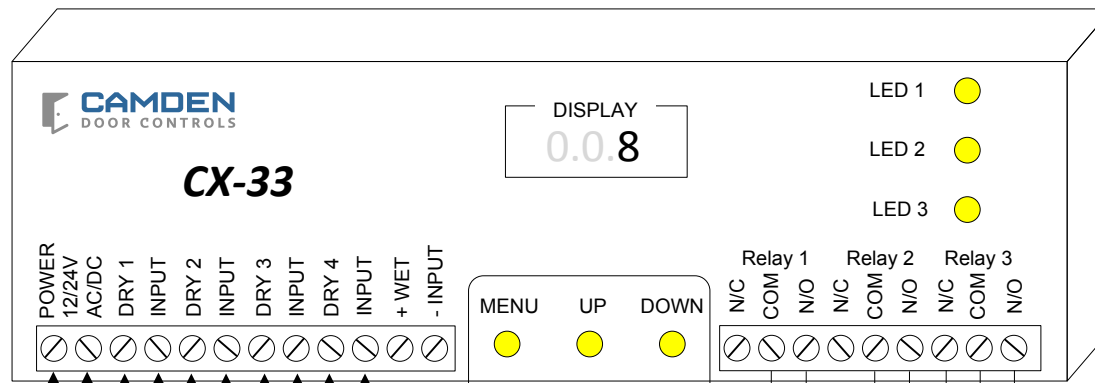 CAMDEN
DOOR CONTROLS
CX-33
DISPLAY
0.0.8
LED 1
LED 2
LED 3
POWER
12/24V
AC/DC
DRY 1
INPUT
DRY 2
INPUT
DRY 3
INPUT
DRY 4
INPUT
+ WET
- INPUT
MENU
UP
DOWN
Relay 1
Relay 2
Relay 3
N/C
COM
N/O
N/C
COM
N/O
N/C
COM
N/O